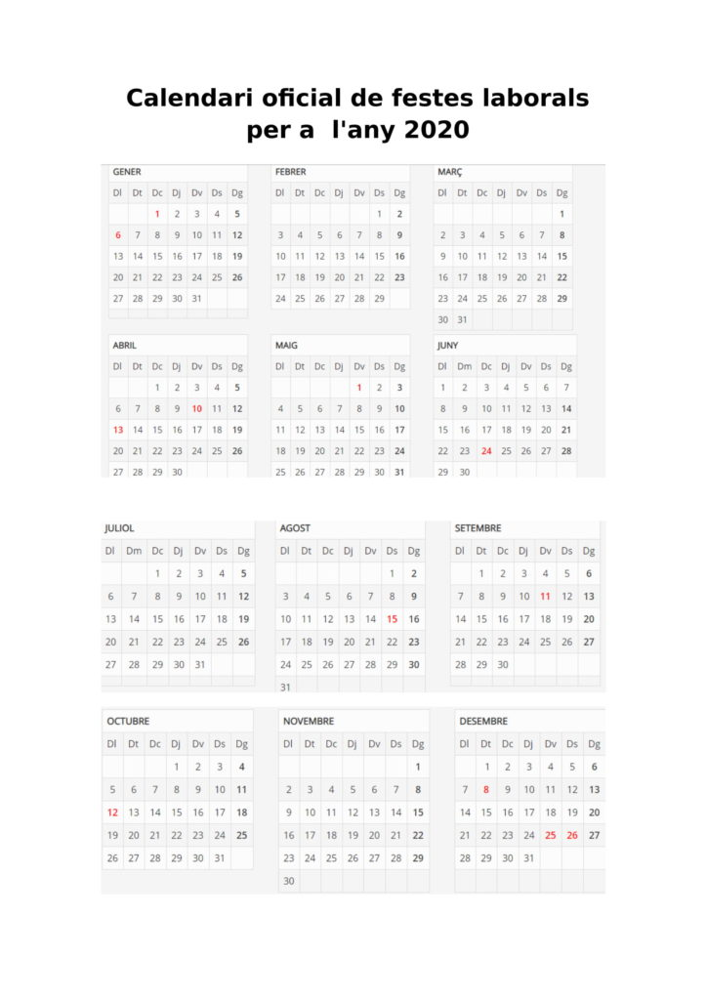 Calendari oficial de festes laborals
per a l'any 2020
GENER FEBRER MARÇ
Dl Dt Dc Dj Dv Ds Dg Dl Dt Dc Dj Dv Ds Dg Dl Dt Dc Dj Dv Ds Dg
1 2 3 4 5 1 2 1
6 7 8 9 10 11 12 3 4 5 6 7 8 9 2 3 4 5 6 7 8
13 14 15 16 17 18 19 10 11 12 13 14 15 16 9 10 11 12 13 14 15
20 21 22 23 24 25 26 17 18 19 20 21 22 23 16 17 18 19 20 21 22
27 28 29 30 31 24 25 26 27 28 29 23 24 25 26 27 28 29
30 31
ABRIL MAIG JUNY
Dl Dt Dc Dj Dv Ds Dg Dl Dt Dc Dj Dv Ds Dg Dl Dm Dc Dj Dv Ds Dg
1 2 3 4 5 1 2 3 1 2 3 4 5 6 7
6 7 8 9 10 11 12 4 5 6 7 8 9 10 8 9 10 11 12 13 14
13 14 15 16 17 18 19 11 12 13 14 15 16 17 15 16 17 18 19 20 21
20 21 22 23 24 25 26 18 19 20 21 22 23 24 22 23 24 25 26 27 28
27 28 29 30 25 26 27 28 29 30 31 29 30
JULIOL AGOST SETEMBRE
Dl Dm Dc Dj Dv Ds Dg Dl Dt Dc Dj Dv Ds Dg Dl Dt Dc Dj Dv Ds Dg
1 2 3 4 5 1 2 1 2 3 4 5 6
6 7 8 9 10 11 12 3 4 5 6 7 8 9 7 8 9 10 11 12 13
13 14 15 16 17 18 19 10 11 12 13 14 15 16 14 15 16 17 18 19 20
20 21 22 23 24 25 26 17 18 19 20 21 22 23 21 22 23 24 25 26 27
27 28 29 30 31 24 25 26 27 28 29 30 28 29 30
31
OCTUBRE NOVEMBRE DESEMBRE
Dl Dt Dc Dj Dv Ds Dg Dl Dt Dc Dj Dv Ds Dg Dl Dt Dc Dj Dv Ds Dg
1 2 3 4 1 1 2 3 4 5 6
5 6 7 8 9 10 11 2 3 4 5 6 7 8 7 8 9 10 11 12 13
12 13 14 15 16 17 18 9 10 11 12 13 14 15 14 15 16 17 18 19 20
19 20 21 22 23 24 25 16 17 18 19 20 21 22 21 22 23 24 25 26 27
26 27 28 29 30 31 23 24 25 26 27 28 29 28 29 30 31
30